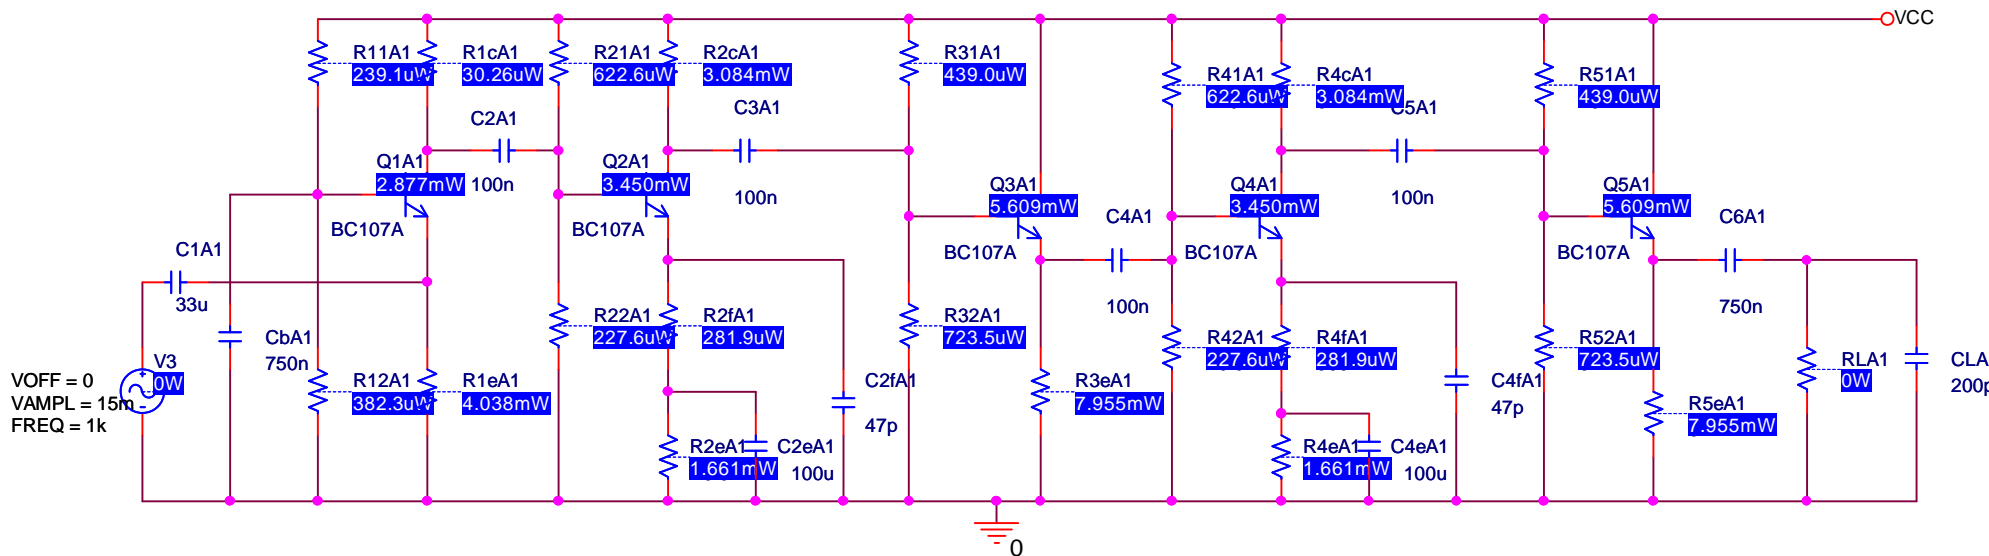 VCC
R11A1
239.1uW
R1cA1
30.26uW
R21A1
622.6uW
R2cA1
3.084mW
R31A1
439.0uW
R41A1
622.6uW
R4cA1
3.084mW
R51A1
439.0uW
C2A1
100n
C3A1
100n
C5A1
100n
Q1A1
2.877mW
BC107A
Q2A1
3.450mW
BC107A
Q3A1
5.609mW
BC107A
C4A1
100n
Q4A1
3.450mW
BC107A
Q5A1
5.609mW
BC107A
C6A1
750n
C1A1
33u
CbA1
750n
V3
0W
VOFF = 0
VAMPL = 15m
FREQ = 1k
R12A1
382.3uW
R1eA1
4.038mW
R22A1
227.6uW
R2fA1
281.9uW
C2fA1
47p
R2eA1
1.661mW
C2eA1
100u
R32A1
723.5uW
R3eA1
7.955mW
R42A1
227.6uW
R4fA1
281.9uW
C4fA1
47p
R4eA1
1.661mW
C4eA1
100u
R52A1
723.5uW
R5eA1
7.955mW
RLA1
0W
CLA
200p
0